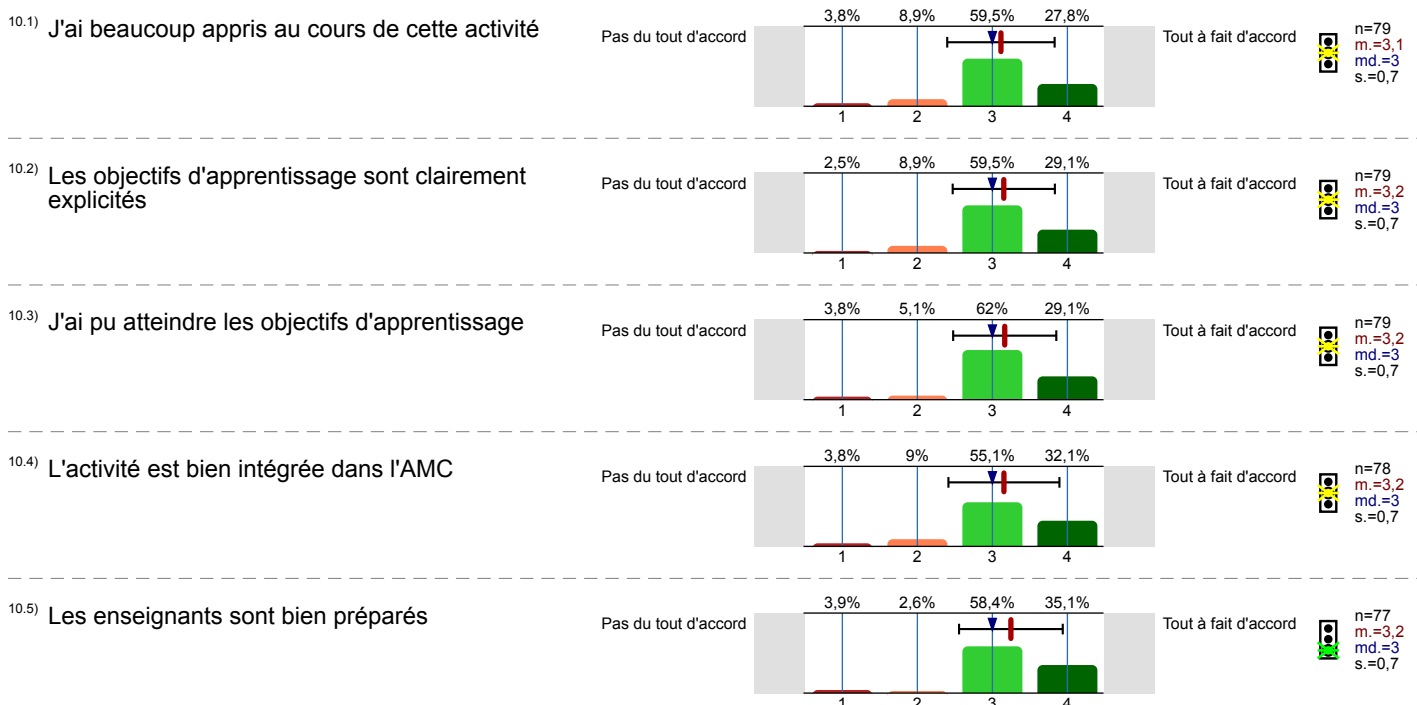 10.1) J'ai beaucoup appris au cours de cette activité
Pas du tout d'accord
3,8% 8,9% 59,5% 27,8%
1 2 3 4
Tout à fait d'accord
n=79
m.=3,1
md.=3
s.=0,7
10.2) Les objectifs d'apprentissage sont clairement
explicités
Pas du tout d'accord
2,5% 8,9% 59,5% 29,1%
1 2 3 4
Tout à fait d'accord
n=79
m.=3,2
md.=3
s.=0,7
10.3) J'ai pu atteindre les objectifs d'apprentissage
Pas du tout d'accord
3,8% 5,1% 62% 29,1%
1 2 3 4
Tout à fait d'accord
n=79
m.=3,2
md.=3
s.=0,7
10.4) L'activité est bien intégrée dans l'AMC
Pas du tout d'accord
3,8% 9% 55,1% 32,1%
1 2 3 4
Tout à fait d'accord
n=78
m.=3,2
md.=3
s.=0,7
10.5) Les enseignants sont bien préparés
Pas du tout d'accord
3,9% 2,6% 58,4% 35,1%
1 2 3 4
Tout à fait d'accord
n=77
m.=3,2
md.=3
s.=0,7